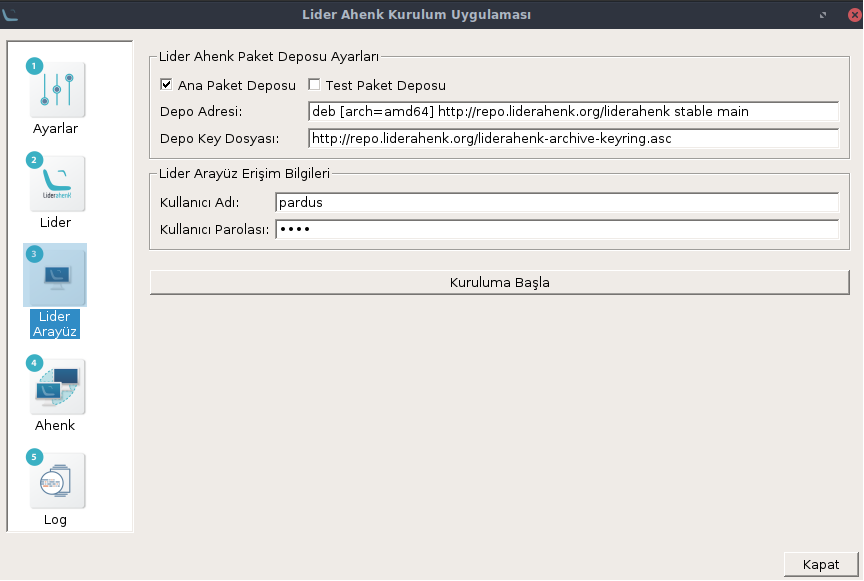 Lider Ahenk Kurulum Uygulaması
1
Ayarlar
2
Liderahenk
Lider
3
Lider
Arayüz
4
Ahenk
5
Log
Lider Ahenk Paket Deposu Ayarları
Ana Paket Deposu Test Paket Deposu
Depo Adresi: deb [arch=amd64] http://repo.liderahenk.org/liderahenk stable main
Depo Key Dosyası: http://repo.liderahenk.org/liderahenk-archive-keyring.asc
Lider Arayüz Erişim Bilgileri
Kullanıcı Adı: pardus
Kullanıcı Parolası: ••••
Kuruluma Başla
Kapat